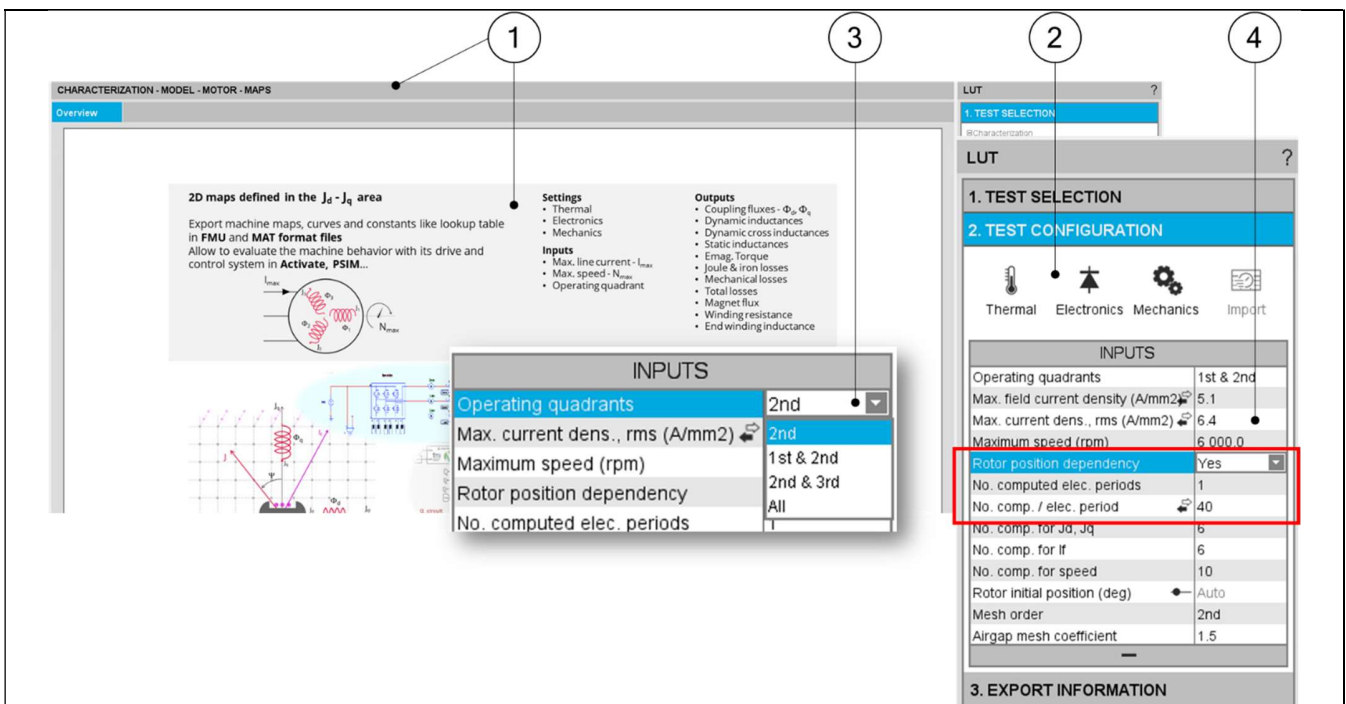 1
3
2
4
CHARACTERIZATION - MODEL - MOTOR - MAPS
Overview
2D maps defined in the Jd - Jq area
Export machine maps, curves and constants like lookup table
in FMU and MAT format files
Allow to evaluate the machine behavior with its drive and
control system in Activate, PSIM...
Imax
Nmax
Settings
• Thermal
• Electronics
• Mechanics
Inputs
• Max. line current - Imax
• Max. speed - Nmax
• Operating quadrant
Outputs
• Coupling fluxes - Φd, Φq
• Dynamic inductances
• Dynamic cross inductances
• Static inductances
• Emag. Torque
• Joule & iron losses
• Mechanical losses
• Total losses
• Magnet flux
• Winding resistance
• End winding inductance
Jq
Φq
J
Ψ
Φd
INPUTS
Operating quadrants 2nd
Max. current dens., rms (A/mm2) 2nd
Maximum speed (rpm) 1st & 2nd
Rotor position dependency 2nd & 3rd
No. computed elec. periods All
LUT ?
1. TEST SELECTION
Characterization
LUT ?
1. TEST SELECTION
2. TEST CONFIGURATION
Thermal Electronics Mechanics Import
INPUTS
Operating quadrants 1st & 2nd
Max. field current density (A/mm2) 5.1
Max. current dens., rms (A/mm2) 6.4
Maximum speed (rpm) 6 000.0
Rotor position dependency Yes
No. computed elec. periods 1
No. comp. / elec. period 40
No. comp. for Jd, Jq 6
No. comp. for If 6
No. comp. for speed 10
Rotor initial position (deg) Auto
Mesh order 2nd
Airgap mesh coefficient 1.5
3. EXPORT INFORMATION